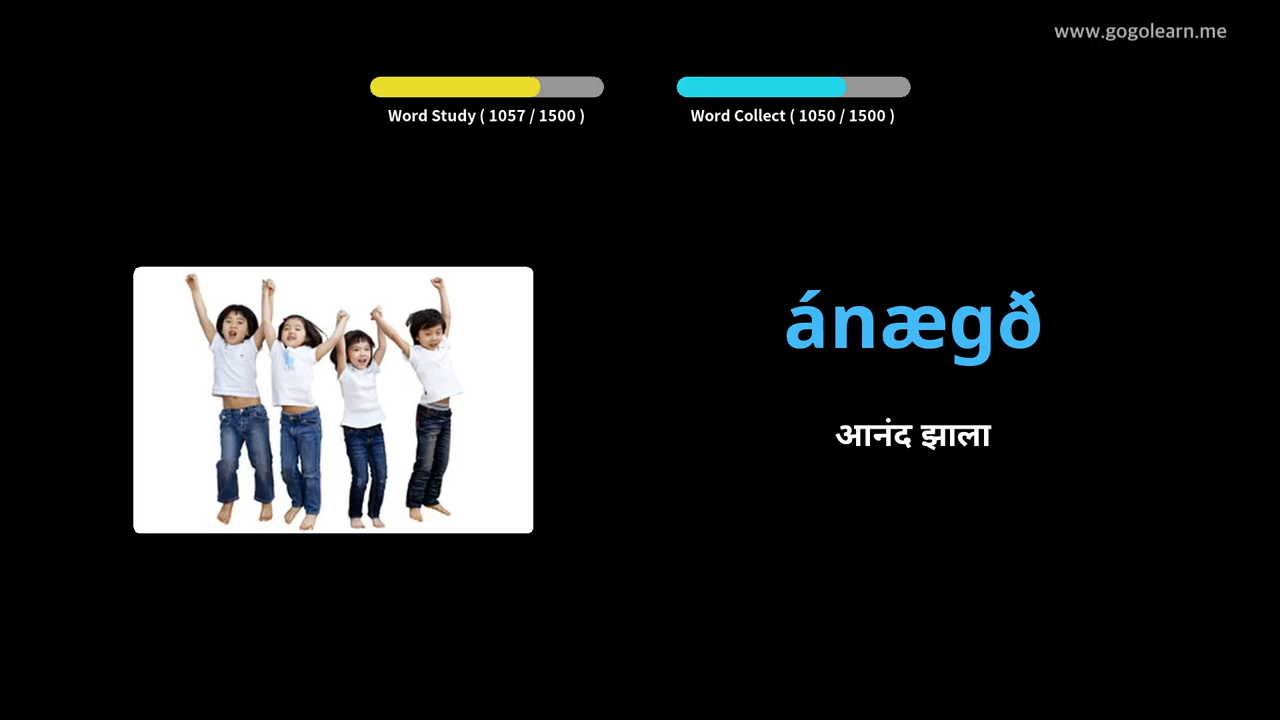 www.gogolearn.me
Word Study ( 1057 / 1500 )
Word Collect ( 1050 / 1500 )
ánægð
आनंद झाला